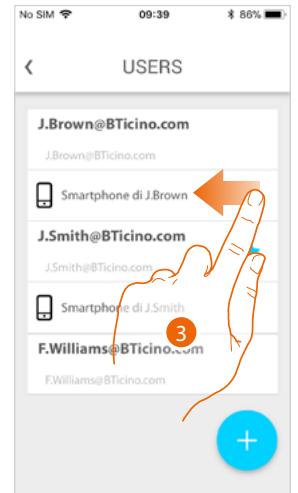 No SIM 09:39 86%
USERS
J.Brown@BTicino.com
J.Brown@BTicino.com
Smartphone di J.Brown
J.Smith@BTicino.com
J.Smith@BTicino.com
Smartphone di J.Smith
3
F.Williams@BTicino.com
F.Williams@BTicino.com
+